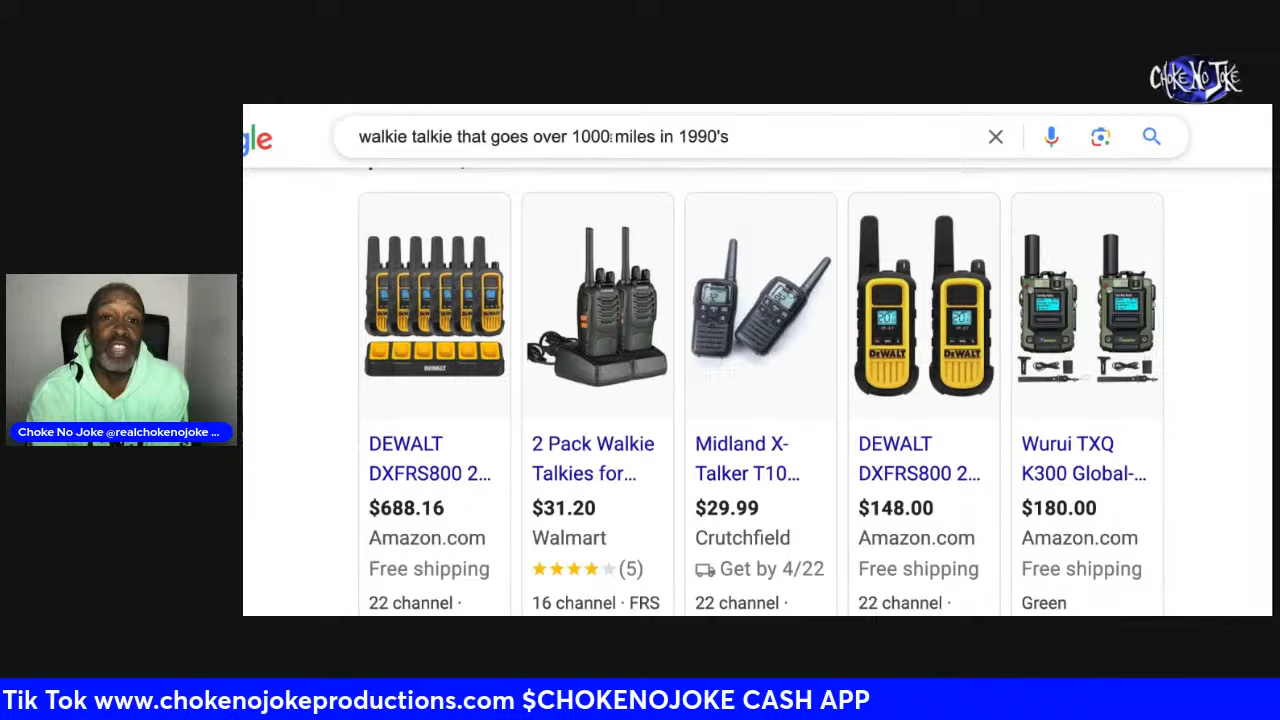 CHOKE NO JOKE
gle
walkie talkie that goes over 1000 miles in 1990's
DEWALT
DXFRS800 2...
$688.16
Amazon.com
Free shipping
22 channel ·
2 Pack Walkie
Talkies for...
$31.20
Walmart
(5)
16 channel · FRS
Midland X-
Talker T10...
$29.99
Crutchfield
Get by 4/22
22 channel ·
DEWALT
DXFRS800 2...
$148.00
Amazon.com
Free shipping
22 channel ·
Wurui TXQ
K300 Global-...
$180.00
Amazon.com
Free shipping
Green
DEWALT
DEWALT
DEWALT
Choke No Joke @realchokenojoke ...
Tik Tok www.chokenojokeproductions.com $CHOKENOJOKE CASH APP